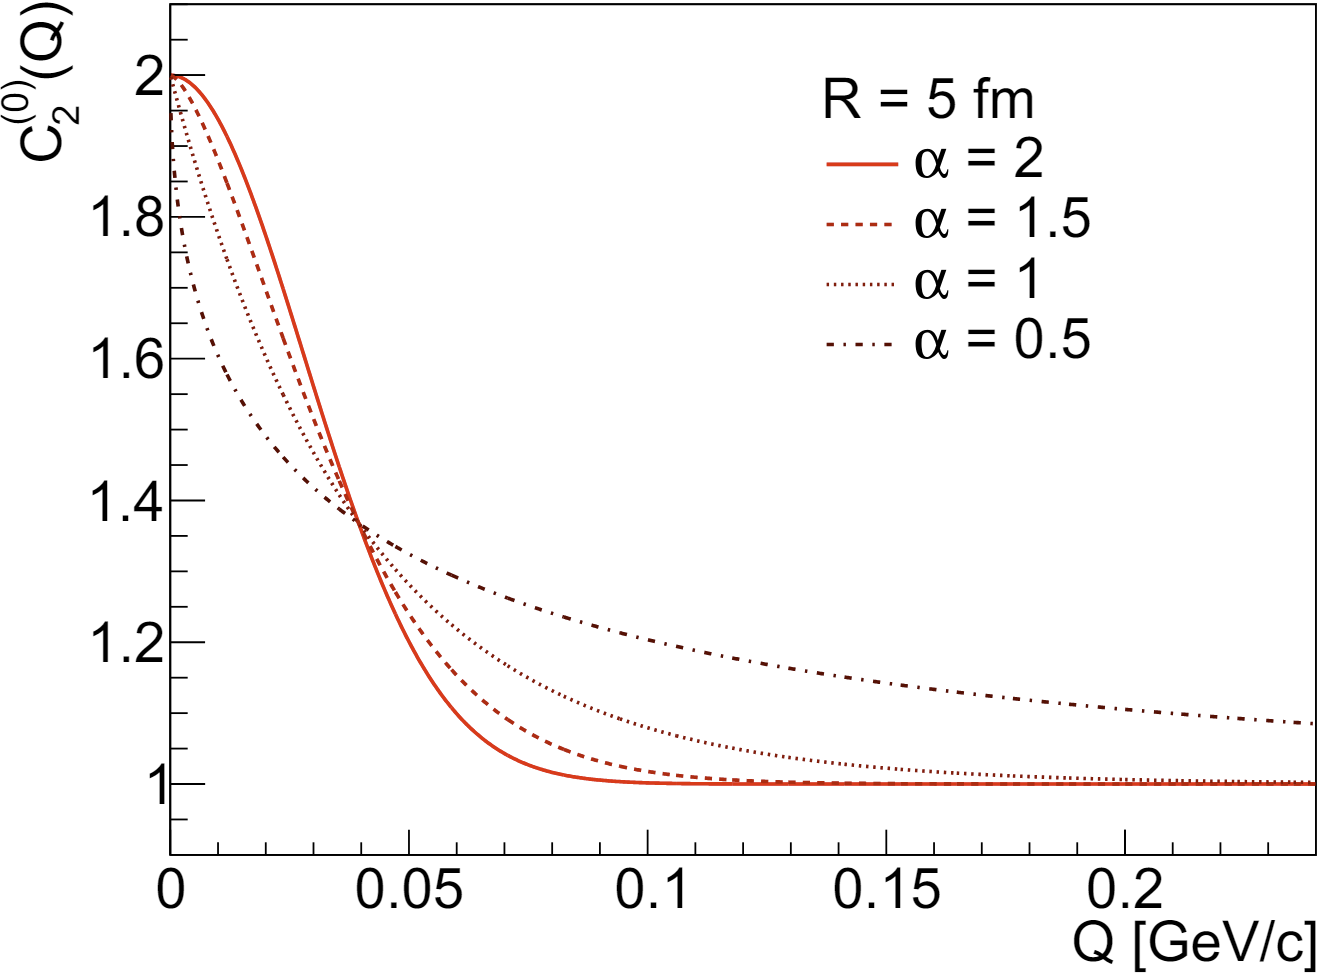 C₂⁽⁰⁾(Q)
2
1.8
1.6
1.4
1.2
1
R = 5 fm
α = 2
α = 1.5
α = 1
α = 0.5
0 0.05 0.1 0.15 0.2
Q [GeV/c]